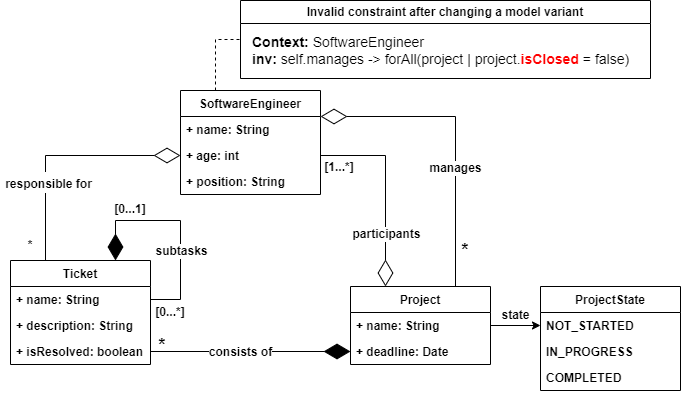 Invalid constraint after changing a model variant
Context: SoftwareEngineer
inv: self.manages -> forAll(project | project.isClosed = false)
SoftwareEngineer
+ name: String
+ age: int
+ position: String
responsible for
*
[1...*]
manages
*
participants
[0...1]
subtasks
[0...*]
Ticket
+ name: String
+ description: String
+ isResolved: boolean
*
consists of
Project
+ name: String
+ deadline: Date
state
ProjectState
NOT_STARTED
IN_PROGRESS
COMPLETED